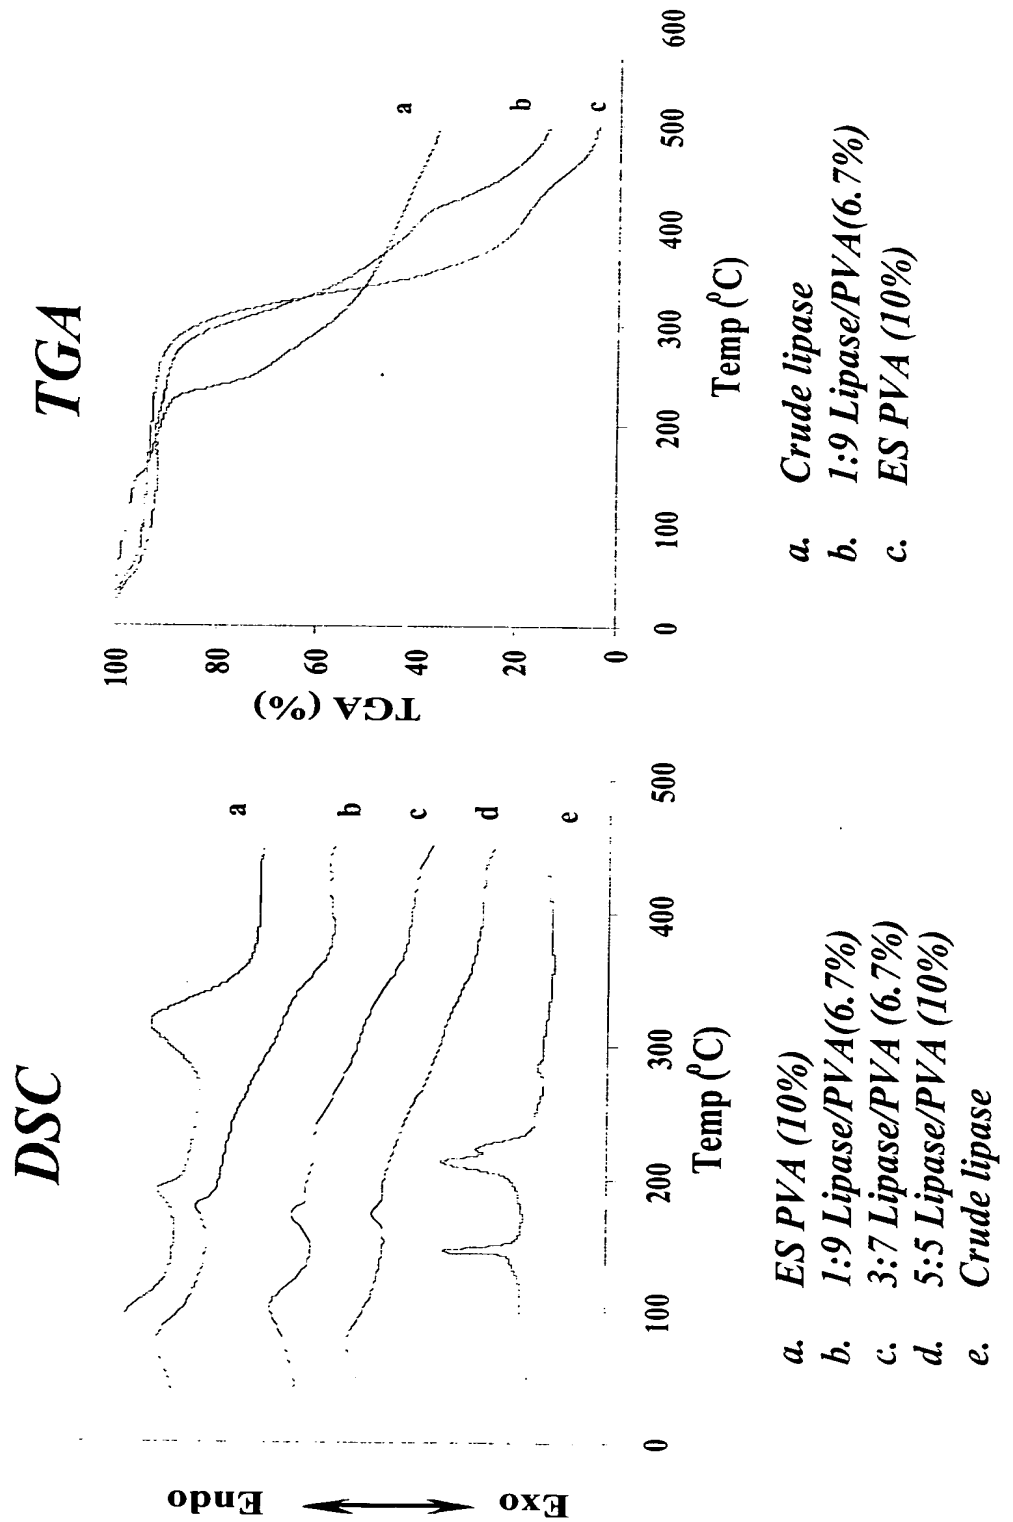 DSC
Endo
Exo
a
b
c
d
e
0
100
200
300
400
500
Temp (⁰C)
a. ES PVA (10%)
b. 1:9 Lipase/PVA(6.7%)
c. 3:7 Lipase/PVA (6.7%)
d. 5:5 Lipase/PVA (10%)
e. Crude lipase
TGA
TGA (%)
100
80
60
40
20
0
a
b
c
0
100
200
300
400
500
600
Temp (⁰C)
a. Crude lipase
b. 1:9 Lipase/PVA(6.7%)
c. ES PVA (10%)